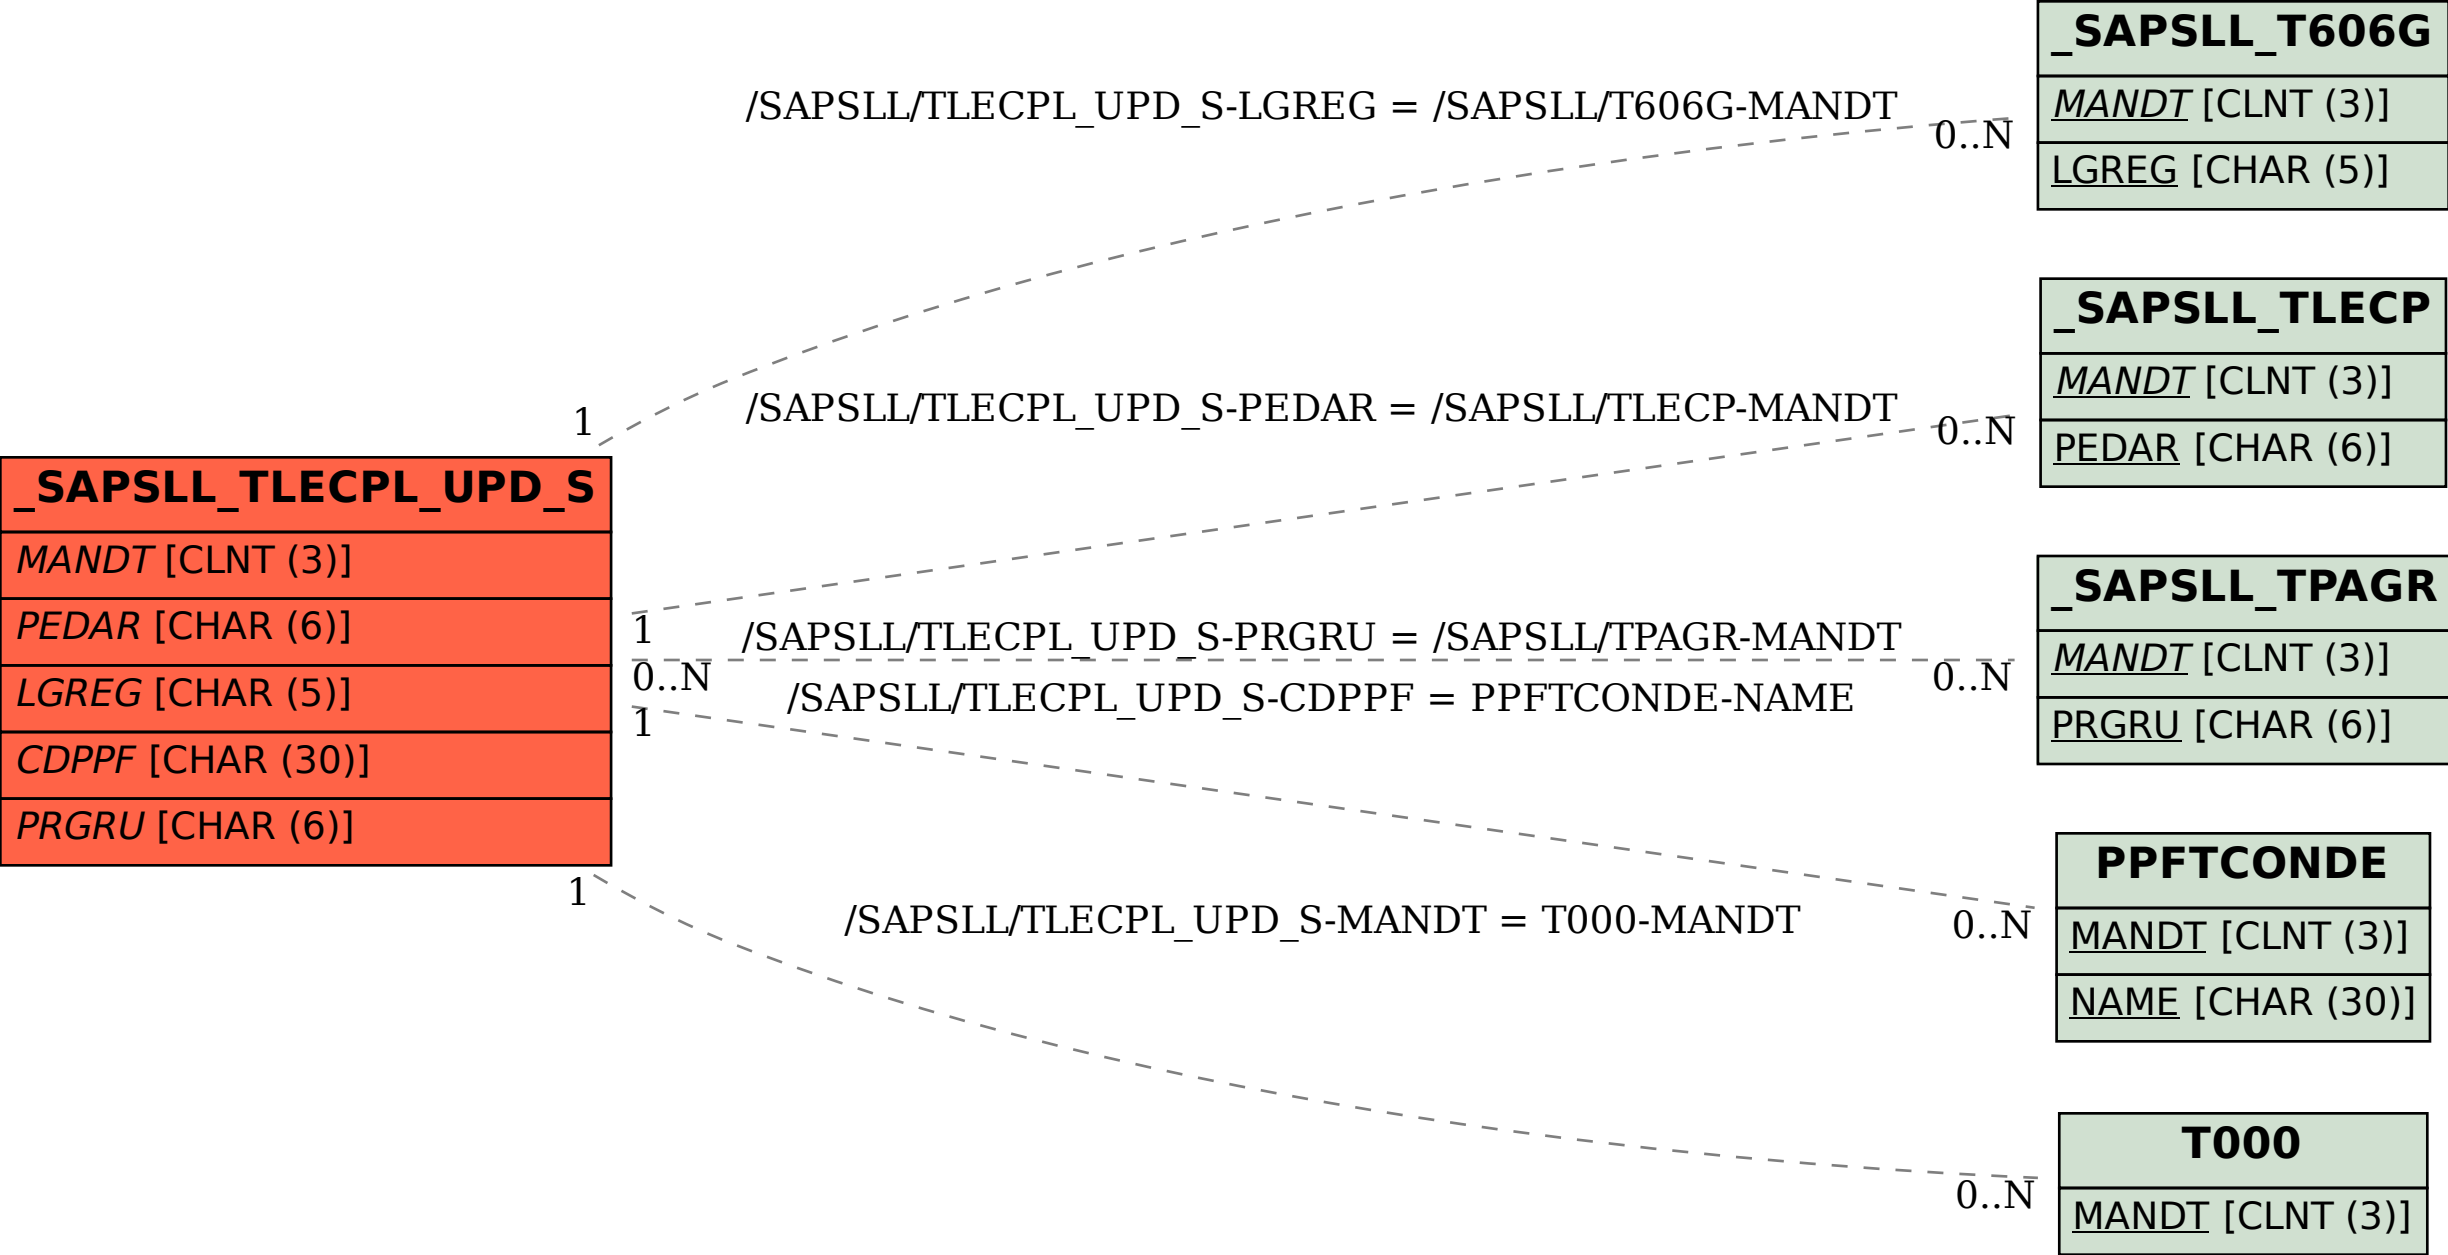 _SAPSLL_T606G
MANDT [CLNT (3)]
LGREG [CHAR (5)]
/SAPSLL/TLECPL_UPD_S-LGREG = /SAPSLL/T606G-MANDT
0..N
1
_SAPSLL_TLECP
MANDT [CLNT (3)]
PEDAR [CHAR (6)]
/SAPSLL/TLECPL_UPD_S-PEDAR = /SAPSLL/TLECP-MANDT
0..N
1
_SAPSLL_TLECPL_UPD_S
MANDT [CLNT (3)]
PEDAR [CHAR (6)]
LGREG [CHAR (5)]
CDPPF [CHAR (30)]
PRGRU [CHAR (6)]
/SAPSLL/TLECPL_UPD_S-PRGRU = /SAPSLL/TPAGR-MANDT
0..N
0..N
_SAPSLL_TPAGR
MANDT [CLNT (3)]
PRGRU [CHAR (6)]
/SAPSLL/TLECPL_UPD_S-CDPPF = PPFTCONDE-NAME
1
0..N
PPFTCONDE
MANDT [CLNT (3)]
NAME [CHAR (30)]
/SAPSLL/TLECPL_UPD_S-MANDT = T000-MANDT
1
0..N
T000
MANDT [CLNT (3)]